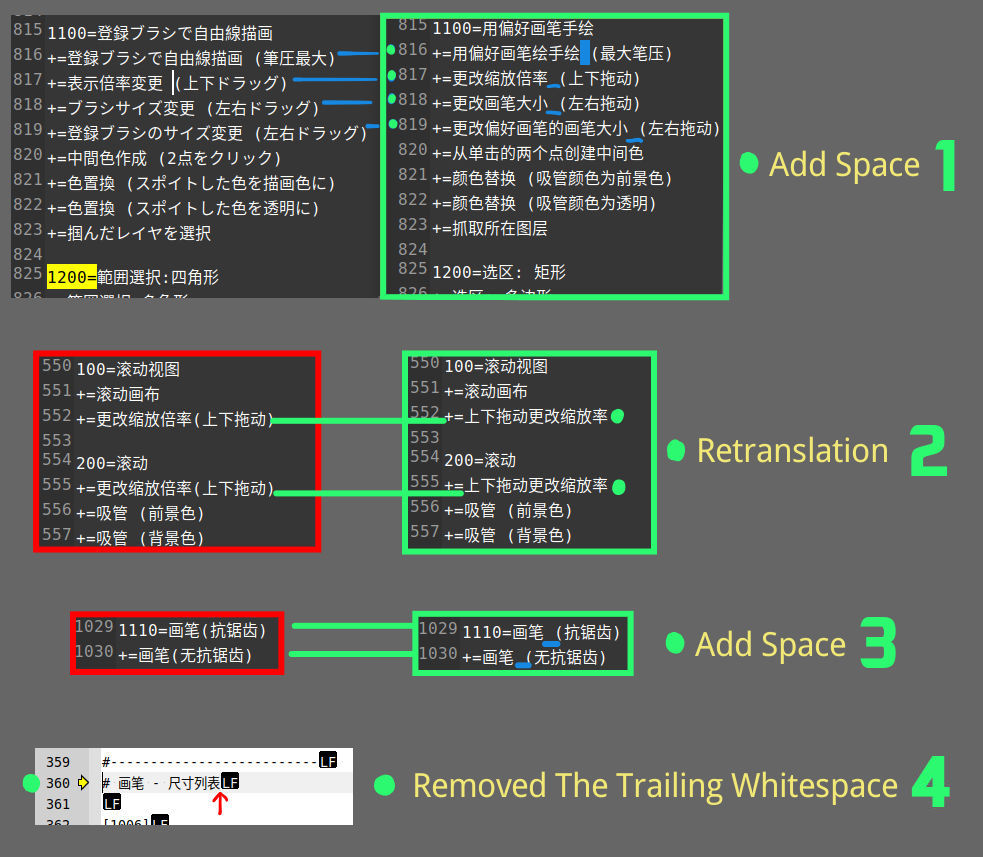 815 1100=登録ブラシで自由線描画
816 +=登録ブラシで自由線描画 (筆圧最大)
817 +=表示倍率変更 (上下ドラッグ)
818 +=ブラシサイズ変更 (左右ドラッグ)
819 +=登録ブラシのサイズ変更 (左右ドラッグ)
820 +=中間色作成 (2点をクリック)
821 +=色置換 (スポイトした色を描画色に)
822 +=色置換 (スポイトした色を透明に)
823 +=掴んだレイヤを選択
824
825 1200=範囲選択:四角形
815 1100=用偏好画笔手绘
816 +=用偏好画笔绘手绘 (最大笔压)
817 +=更改缩放倍率 (上下拖动)
818 +=更改画笔大小 (左右拖动)
819 +=更改偏好画笔的画笔大小 (左右拖动)
820 +=从单击的两个点创建中间色
821 +=颜色替换 (吸管颜色为前景色)
822 +=颜色替换 (吸管颜色为透明)
823 +=抓取所在图层
824
825 1200=选区: 矩形
826
Add Space 1
550 100=滚动视图
551 +=滚动画布
552 +=更改缩放倍率(上下拖动)
553
554 200=滚动
555 +=更改缩放倍率(上下拖动)
556 +=吸管 (前景色)
557 +=吸管 (背景色)
550 100=滚动视图
551 +=滚动画布
552 +=上下拖动更改缩放率
553
554 200=滚动
555 +=上下拖动更改缩放率
556 +=吸管 (前景色)
557 +=吸管 (背景色)
Retranslation 2
1029 1110=画笔(抗锯齿)
1030 +=画笔(无抗锯齿)
1029 1110=画笔 (抗锯齿)
1030 +=画笔 (无抗锯齿)
Add Space 3
359 #-------------------------LF
360 # 画笔 - 尺寸列表LF
361 LF
362 [1006]LF
Removed The Trailing Whitespace 4